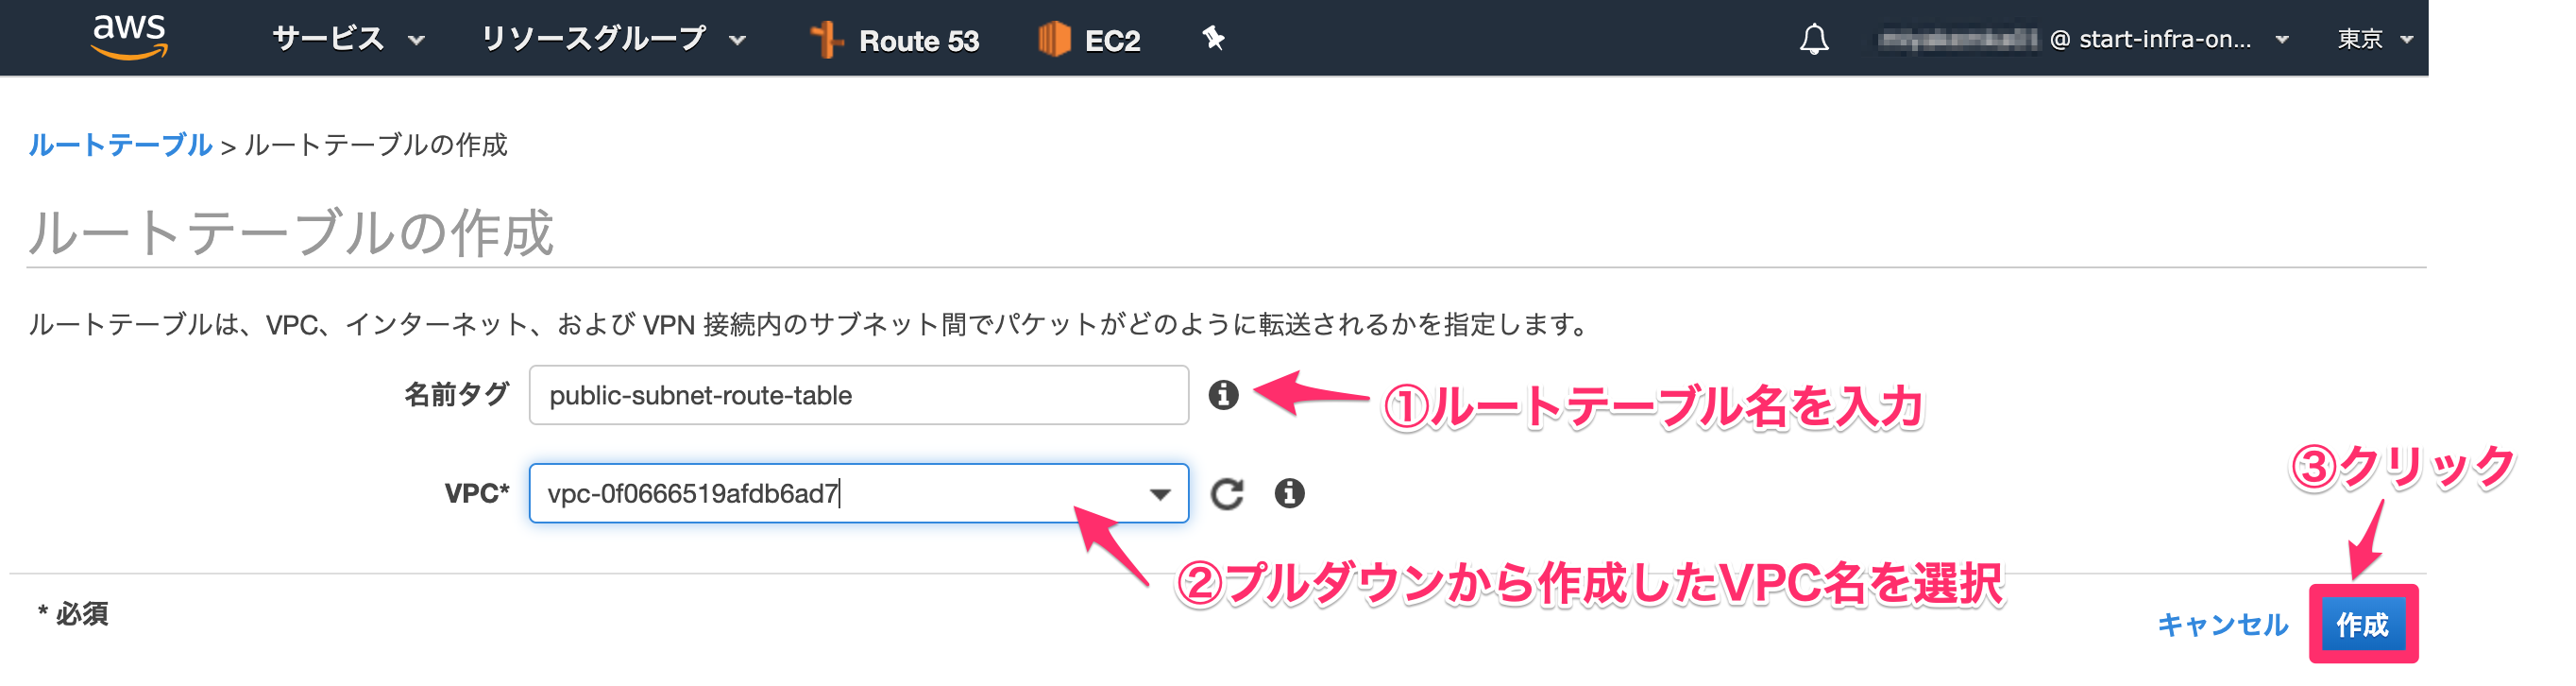 aws サービス リソースグループ Route 53 EC2 @ start-infra-on... 東京
ルートテーブル > ルートテーブルの作成
ルートテーブルの作成
ルートテーブルは、VPC、インターネット、および VPN 接続内のサブネット間でパケットがどのように転送されるかを指定します。
名前タグ public-subnet-route-table
①ルートテーブル名を入力
③クリック
VPC* vpc-0f0666519afdb6ad7
②プルダウンから作成したVPC名を選択
* 必須
キャンセル 作成